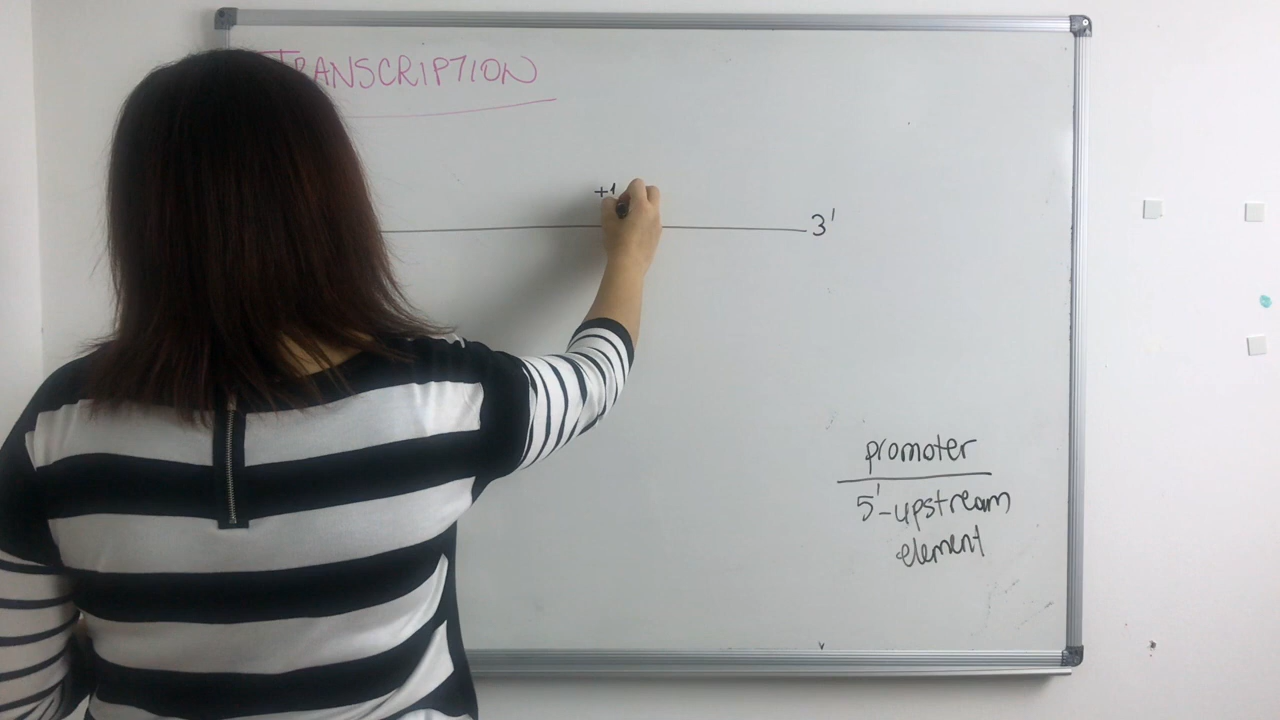 TRANSCRIPTION
+1
3'
promoter
5'-upstream
element